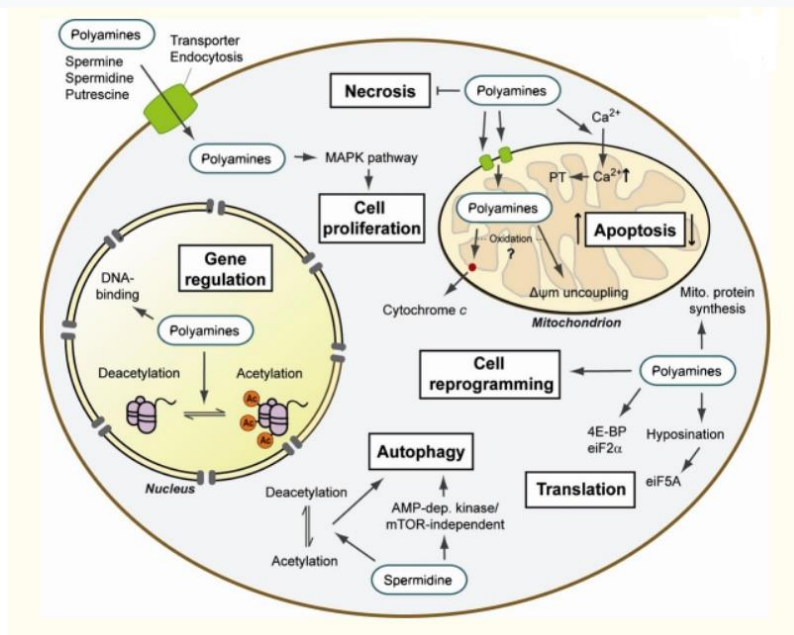 Polyamines
Spermine
Spermidine
Putrescine
Transporter
Endocytosis
Polyamines
MAPK pathway
Cell
proliferation
Necrosis
Polyamines
Ca2+
PT
Ca2+
Polyamines
Oxidation
?
Apoptosis
Cytochrome c
Δψm uncoupling
Mitochondrion
Mito. protein
synthesis
Gene
regulation
DNA-
binding
Polyamines
Deacetylation
Acetylation
Ac
Ac
Ac
Nucleus
Cell
reprogramming
Polyamines
4E-BP
eiF2α
Hyposination
eiF5A
Translation
Autophagy
Deacetylation
Acetylation
AMP-dep. kinase/
mTOR-independent
Spermidine